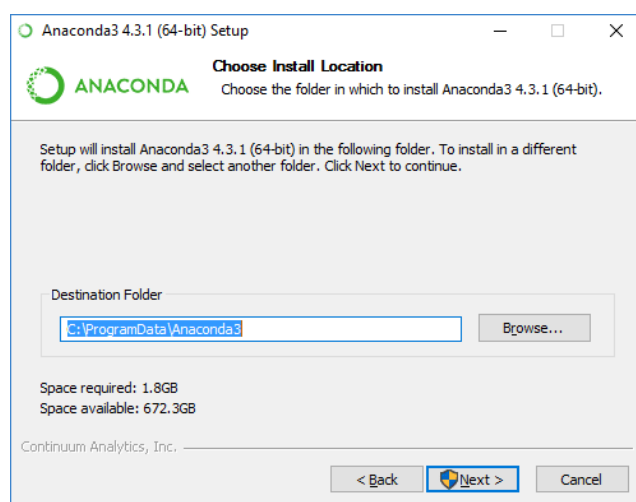 Anaconda3 4.3.1 (64-bit) Setup
ANACONDA
Choose Install Location
Choose the folder in which to install Anaconda3 4.3.1 (64-bit).
Setup will install Anaconda3 4.3.1 (64-bit) in the following folder. To install in a different
folder, click Browse and select another folder. Click Next to continue.
Destination Folder
C:\ProgramData\Anaconda3
Browse...
Space required: 1.8GB
Space available: 672.3GB
Continuum Analytics, Inc.
< Back
Next >
Cancel